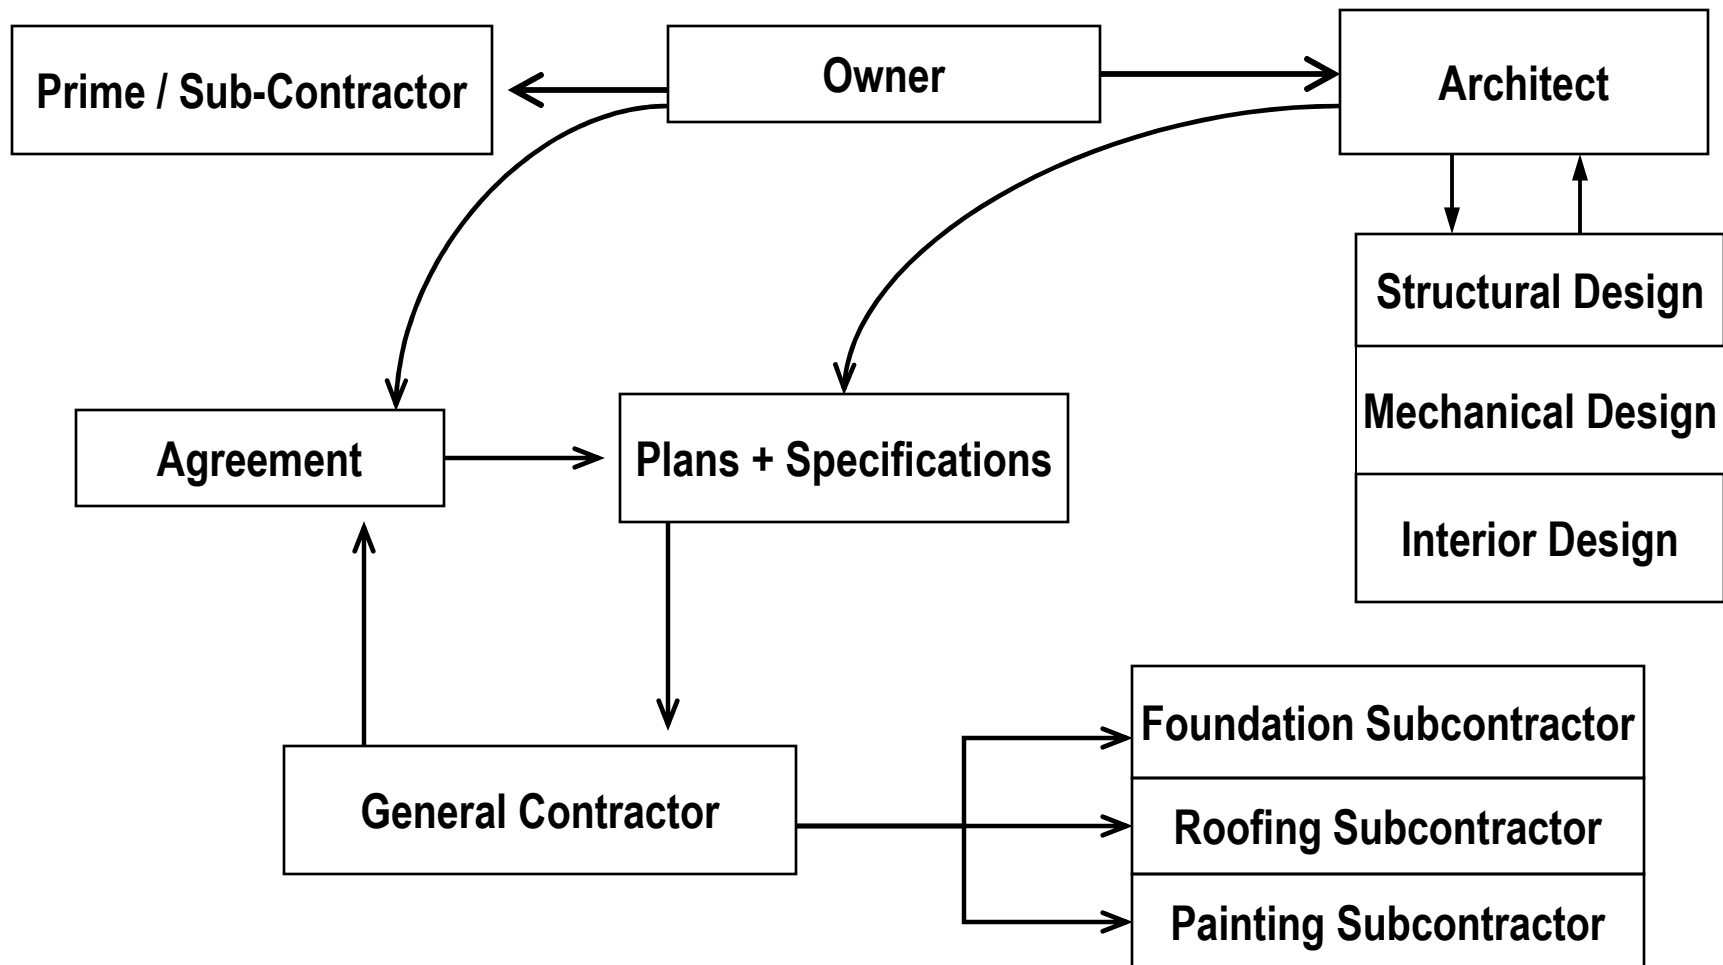 Prime / Sub-Contractor
Owner
Architect
Structural Design
Mechanical Design
Interior Design
Agreement
Plans + Specifications
General Contractor
Foundation Subcontractor
Roofing Subcontractor
Painting Subcontractor